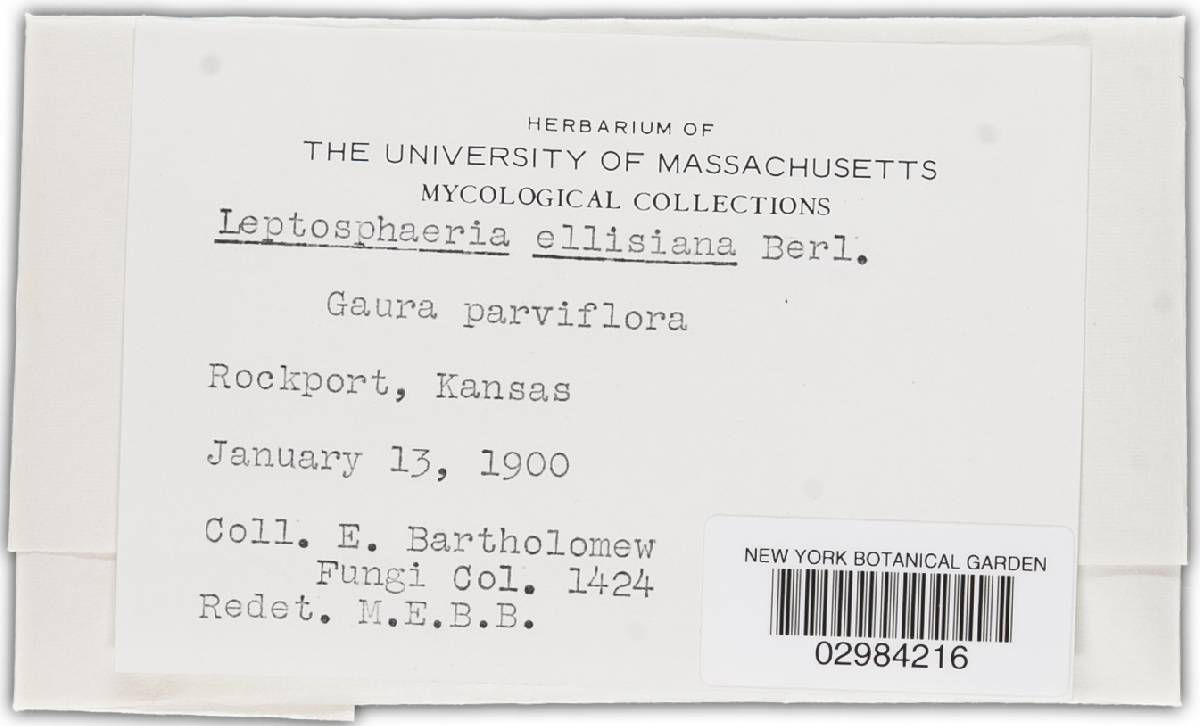 HERBARIUM OF
THE UNIVERSITY OF MASSACHUSETTS
MYCOLOGICAL COLLECTIONS
Leptosphaeria ellisiana Berl.
Gaura parviflora
Rockport, Kansas
January 13, 1900
Coll. E. Bartholomew
Fungi Col. 1424
Redet. M.E.B.B.
NEW YORK BOTANICAL GARDEN
02984216